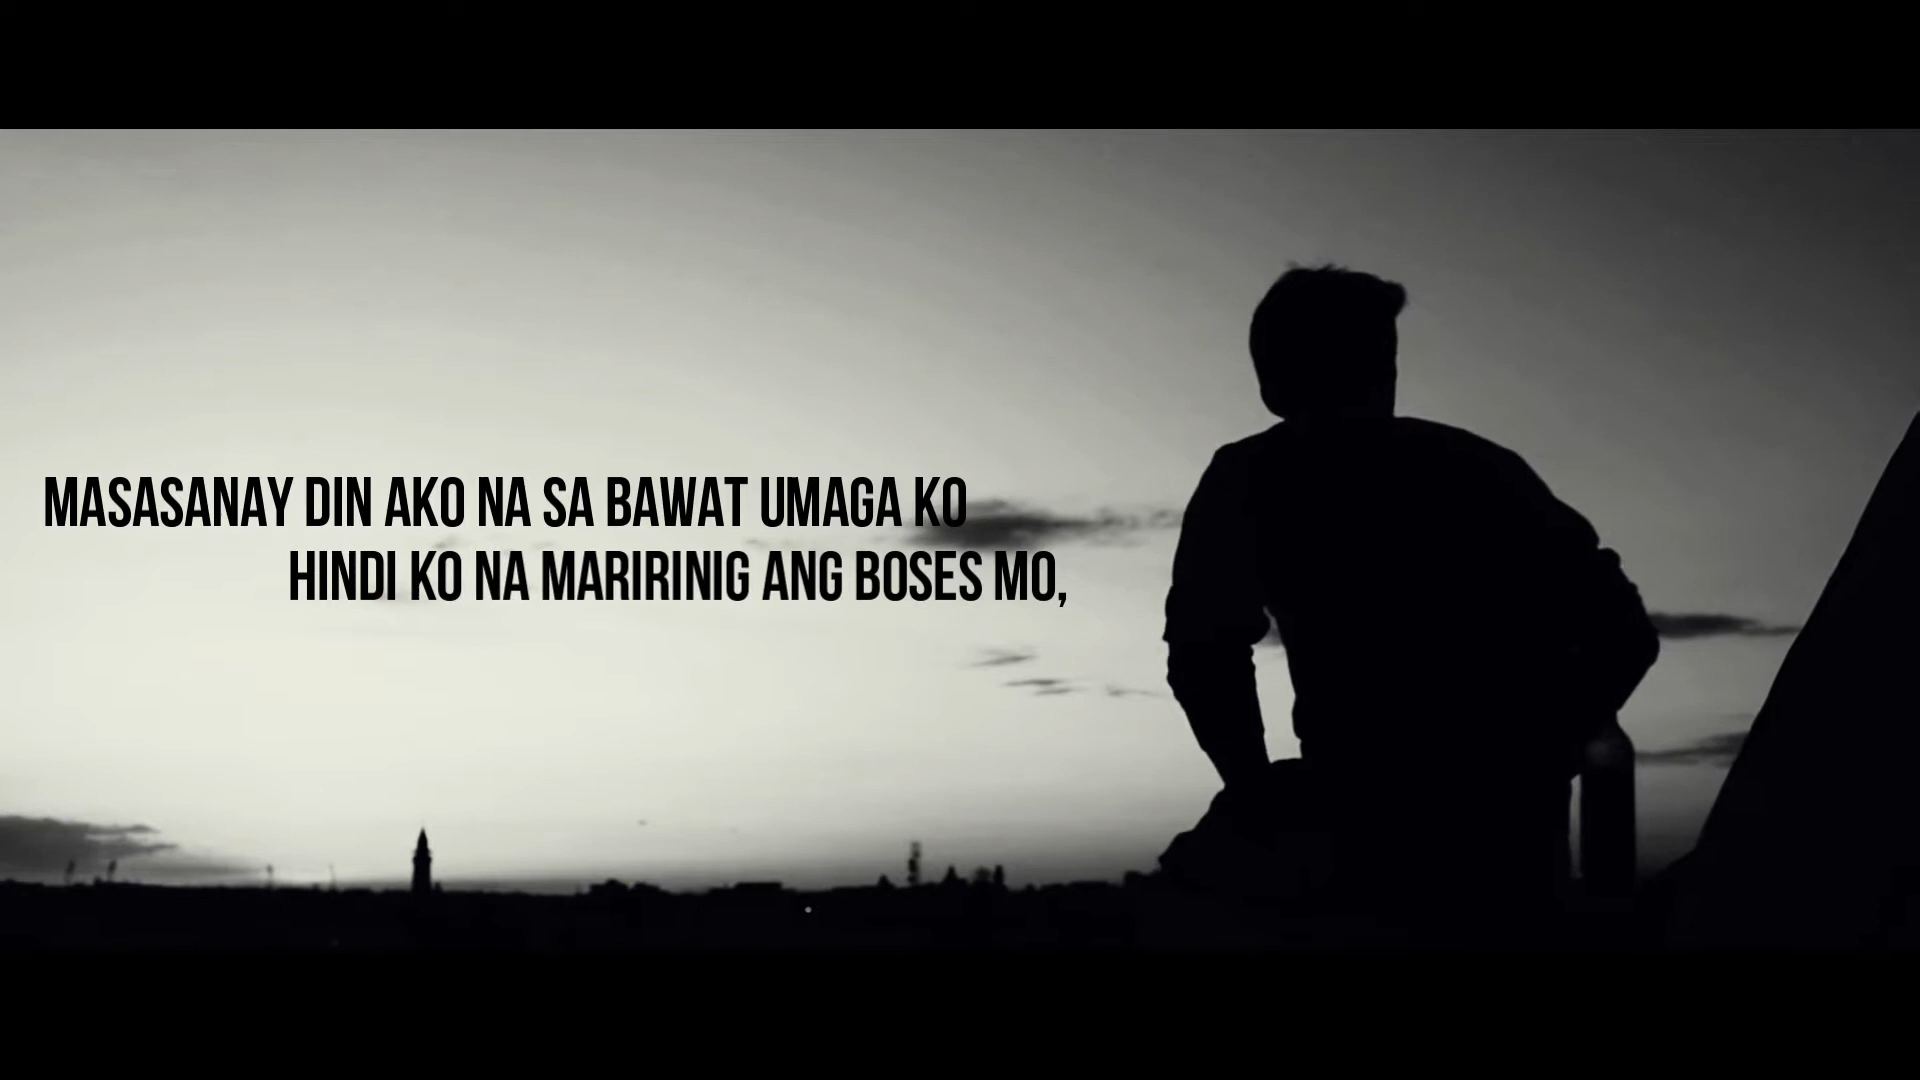 MASASANAY DIN AKO NA SA BAWAT UMAGA KO
HINDI KO NA MARIRINIG ANG BOSES MO,